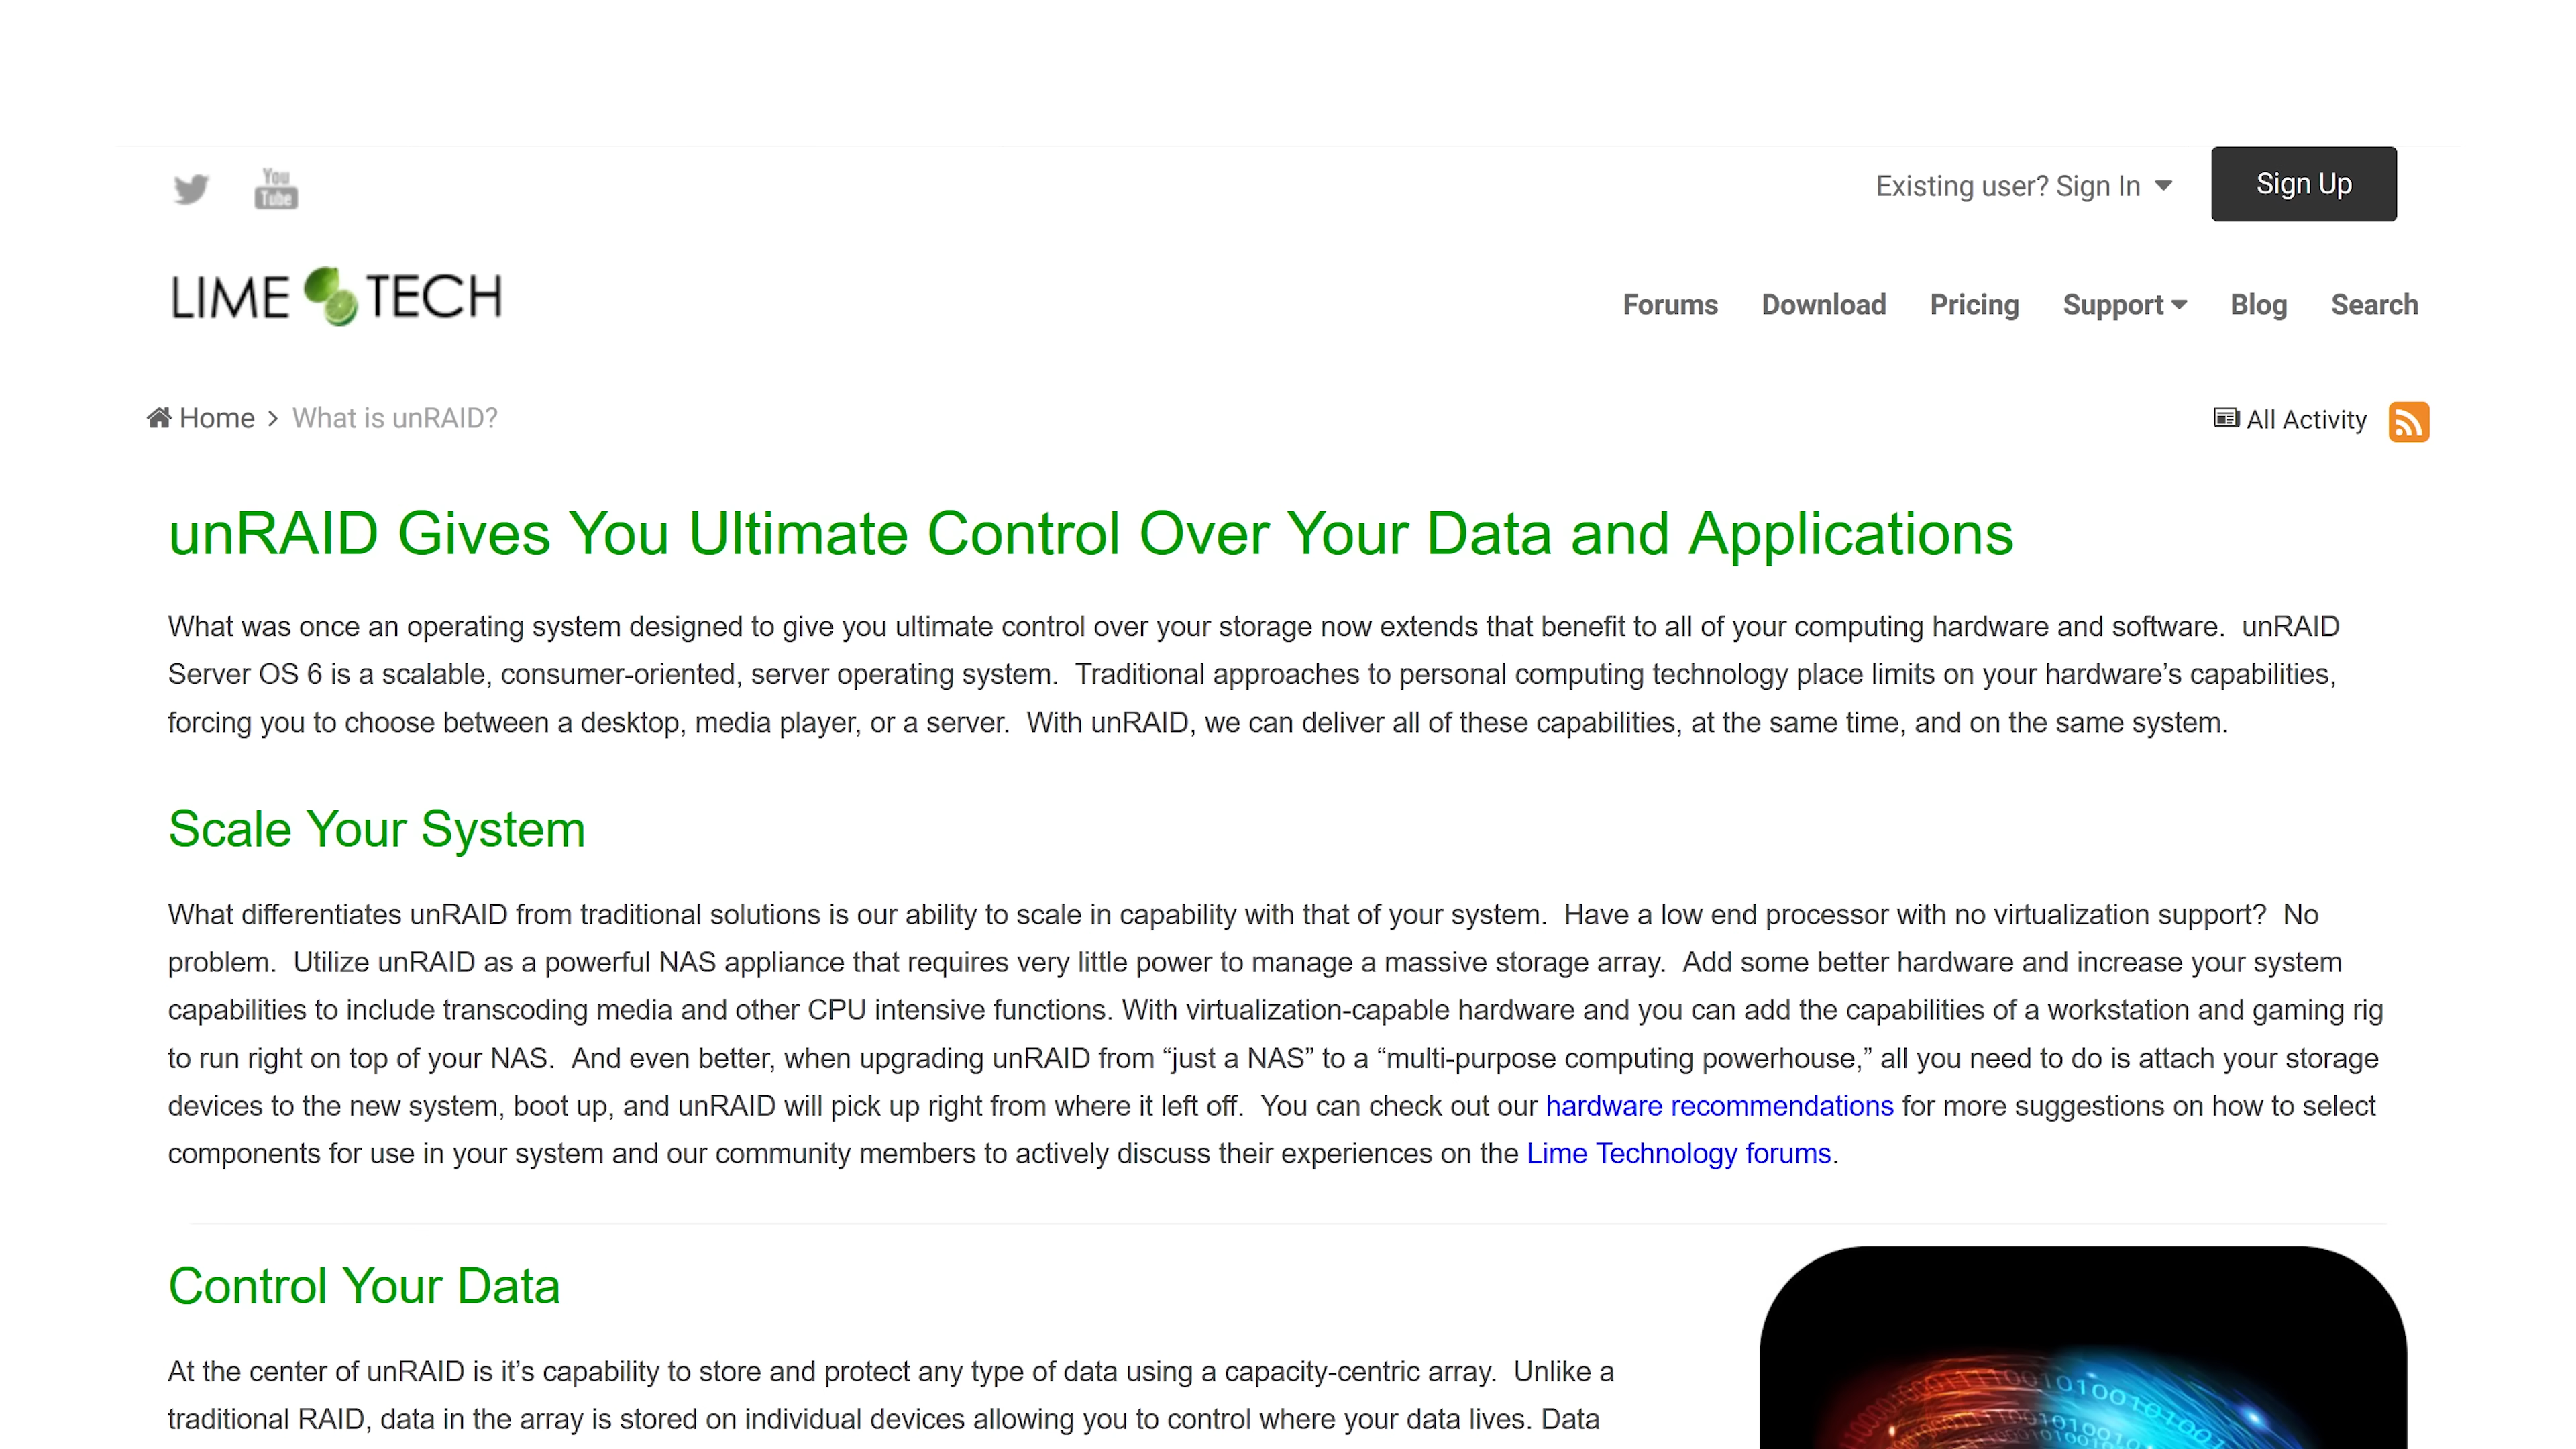 You Tube
Existing user? Sign In
Sign Up
LIME TECH
Forums Download Pricing Support Blog Search
Home > What is unRAID?
All Activity
unRAID Gives You Ultimate Control Over Your Data and Applications
What was once an operating system designed to give you ultimate control over your storage now extends that benefit to all of your computing hardware and software.  unRAID
Server OS 6 is a scalable, consumer-oriented, server operating system.  Traditional approaches to personal computing technology place limits on your hardware’s capabilities,
forcing you to choose between a desktop, media player, or a server.  With unRAID, we can deliver all of these capabilities, at the same time, and on the same system.
Scale Your System
What differentiates unRAID from traditional solutions is our ability to scale in capability with that of your system.  Have a low end processor with no virtualization support?  No
problem.  Utilize unRAID as a powerful NAS appliance that requires very little power to manage a massive storage array.  Add some better hardware and increase your system
capabilities to include transcoding media and other CPU intensive functions. With virtualization-capable hardware and you can add the capabilities of a workstation and gaming rig
to run right on top of your NAS.  And even better, when upgrading unRAID from “just a NAS” to a “multi-purpose computing powerhouse,” all you need to do is attach your storage
devices to the new system, boot up, and unRAID will pick up right from where it left off.  You can check out our hardware recommendations for more suggestions on how to select
components for use in your system and our community members to actively discuss their experiences on the Lime Technology forums.
Control Your Data
At the center of unRAID is it’s capability to store and protect any type of data using a capacity-centric array.  Unlike a
traditional RAID, data in the array is stored on individual devices allowing you to control where your data lives. Data